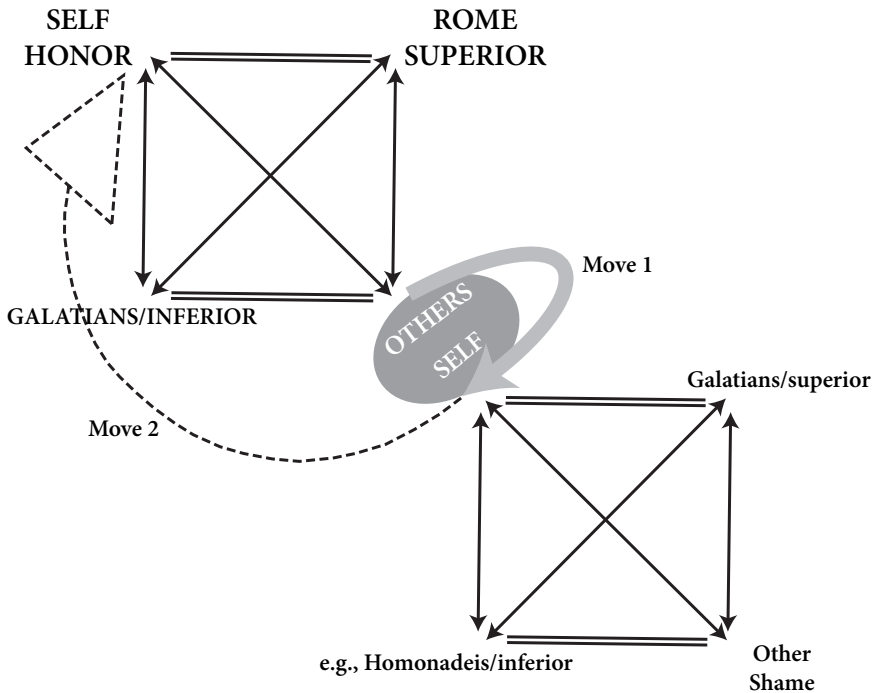 SELF
HONOR
ROME
SUPERIOR
GALATIANS/INFERIOR
OTHERS
SELF
Move 1
Move 2
Galatians/superior
e.g., Homonadeis/inferior
Other
Shame